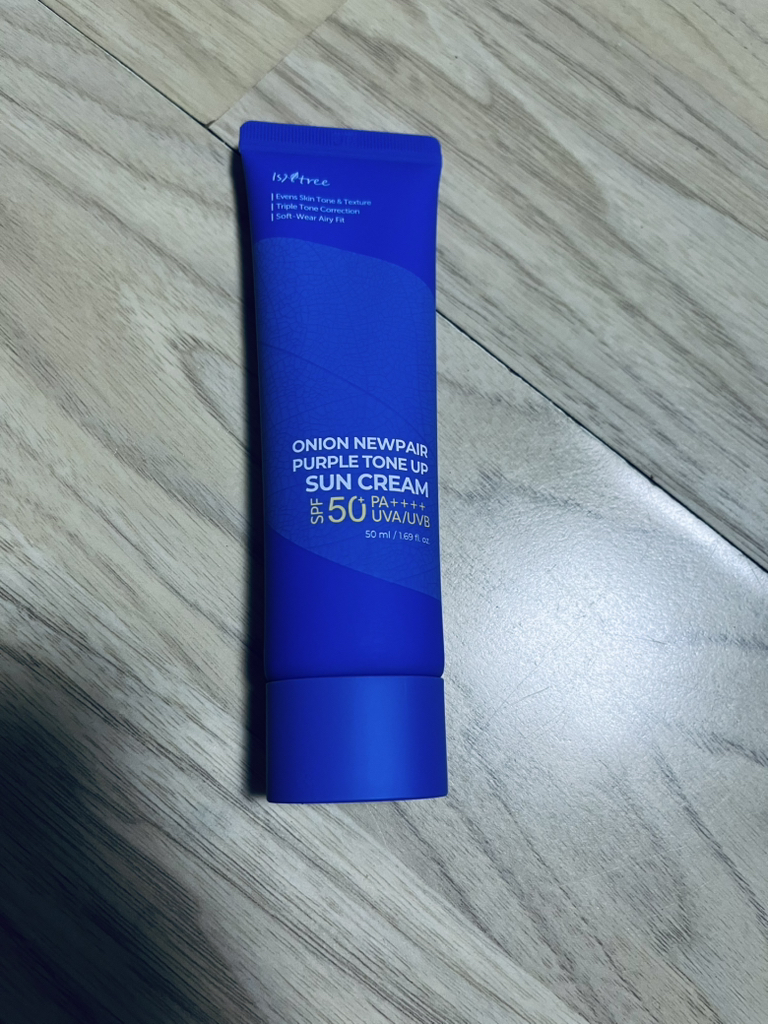 Isntree
Evens Skin Tone & Texture
Triple Tone Correction
Soft-Wear Airy Fit
ONION NEWPAIR
PURPLE TONE UP
SUN CREAM
SPF 50+ PA++++
UVA/UVB
50 ml / 1.69 fl. oz